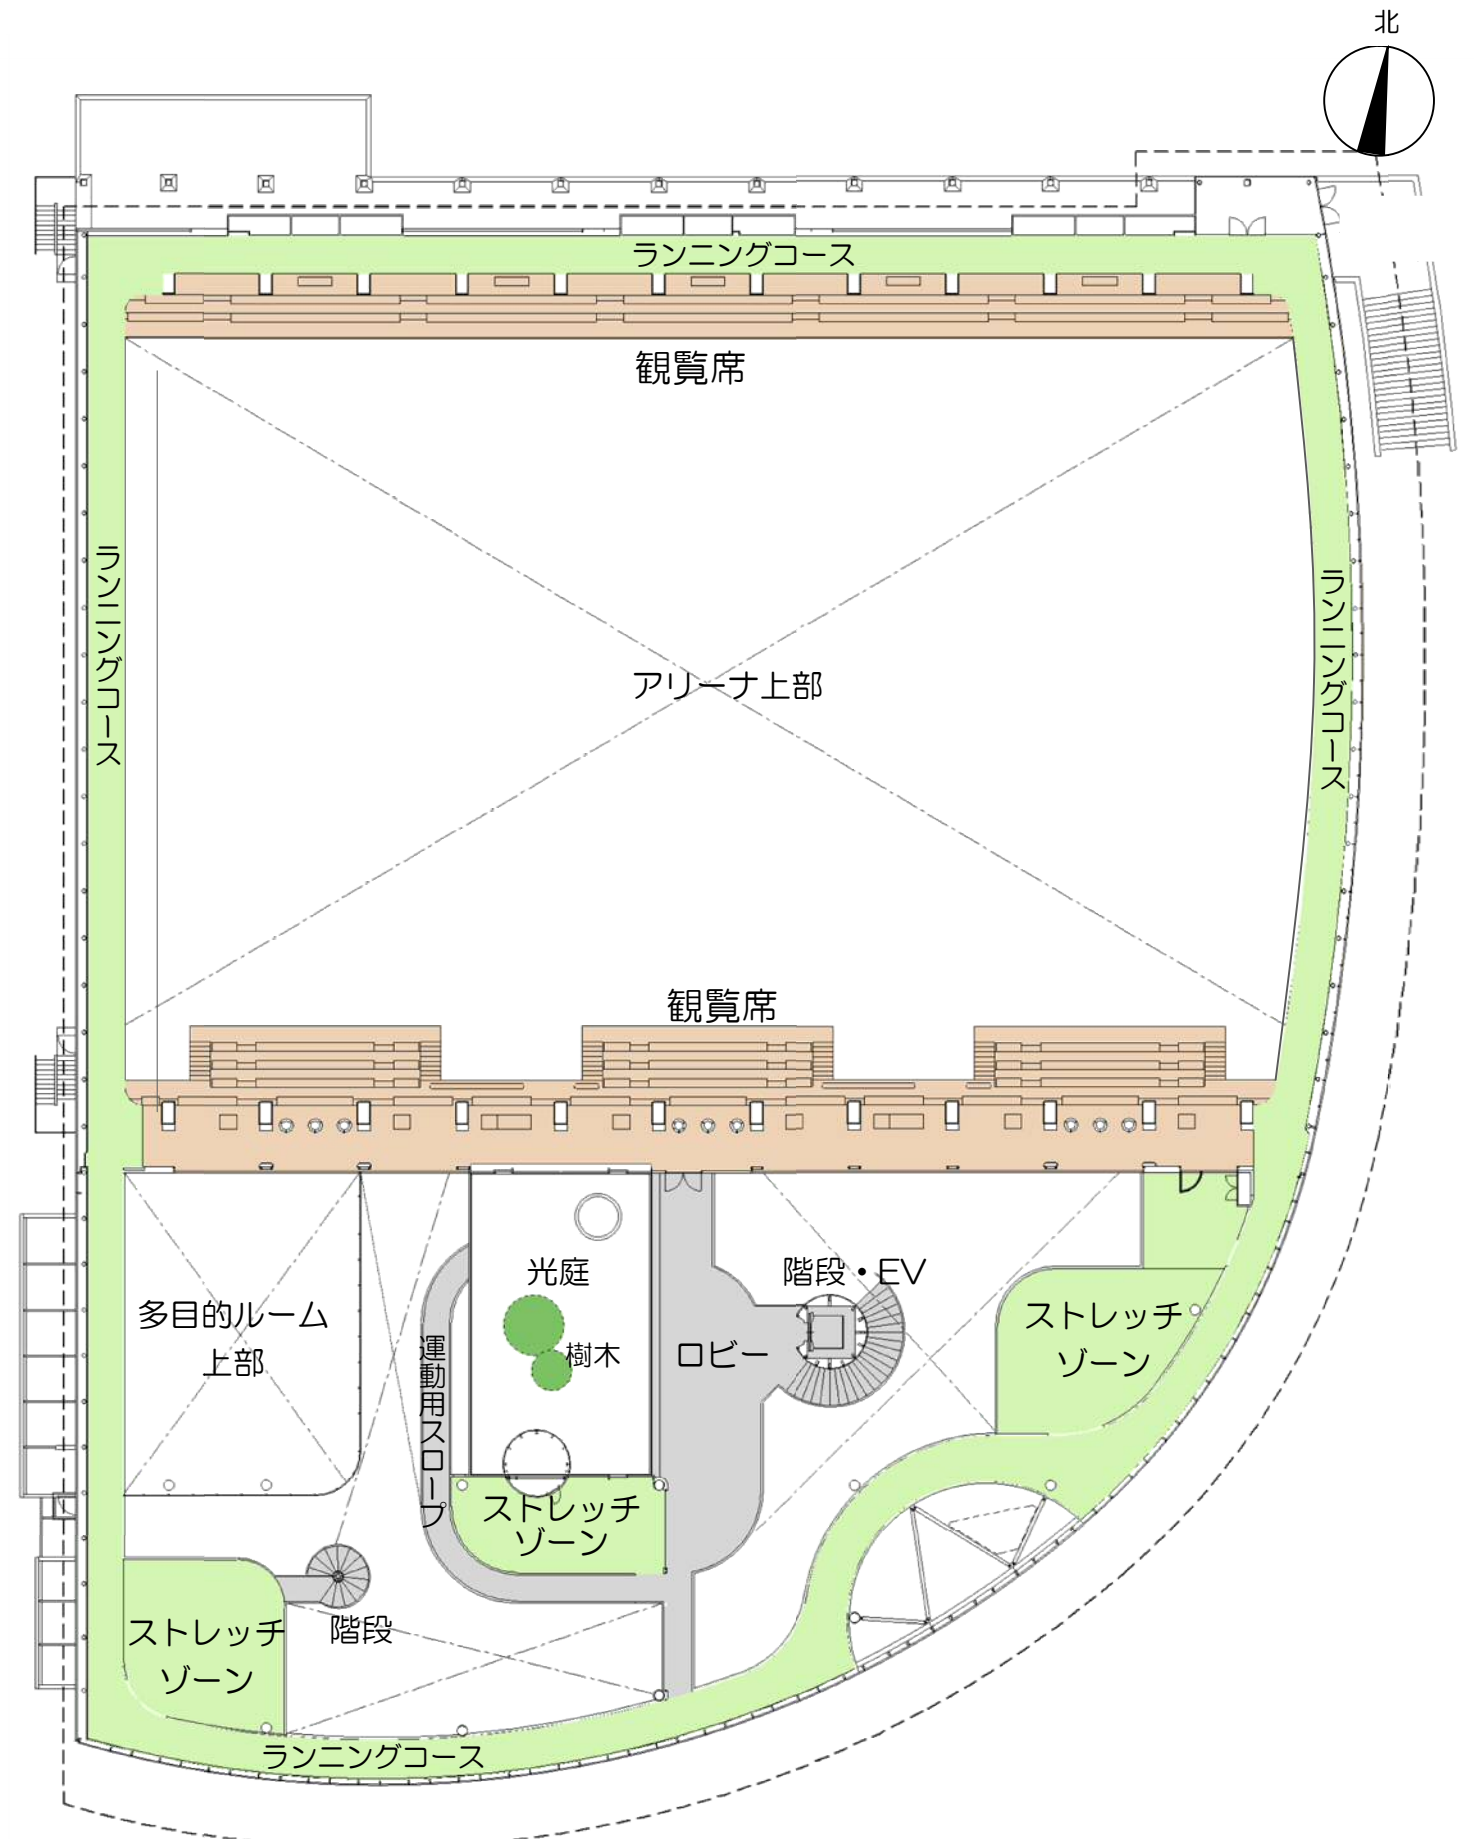 北
ランニングコース
観覧席
ランニングコース
ランニングコース
アリーナ上部
観覧席
光庭
階段・EV
多目的ルーム
上部
ストレッチ
ゾーン
運動用スロープ
樹木
ロビー
ストレッチ
ゾーン
ストレッチ
ゾーン
階段
ランニングコース